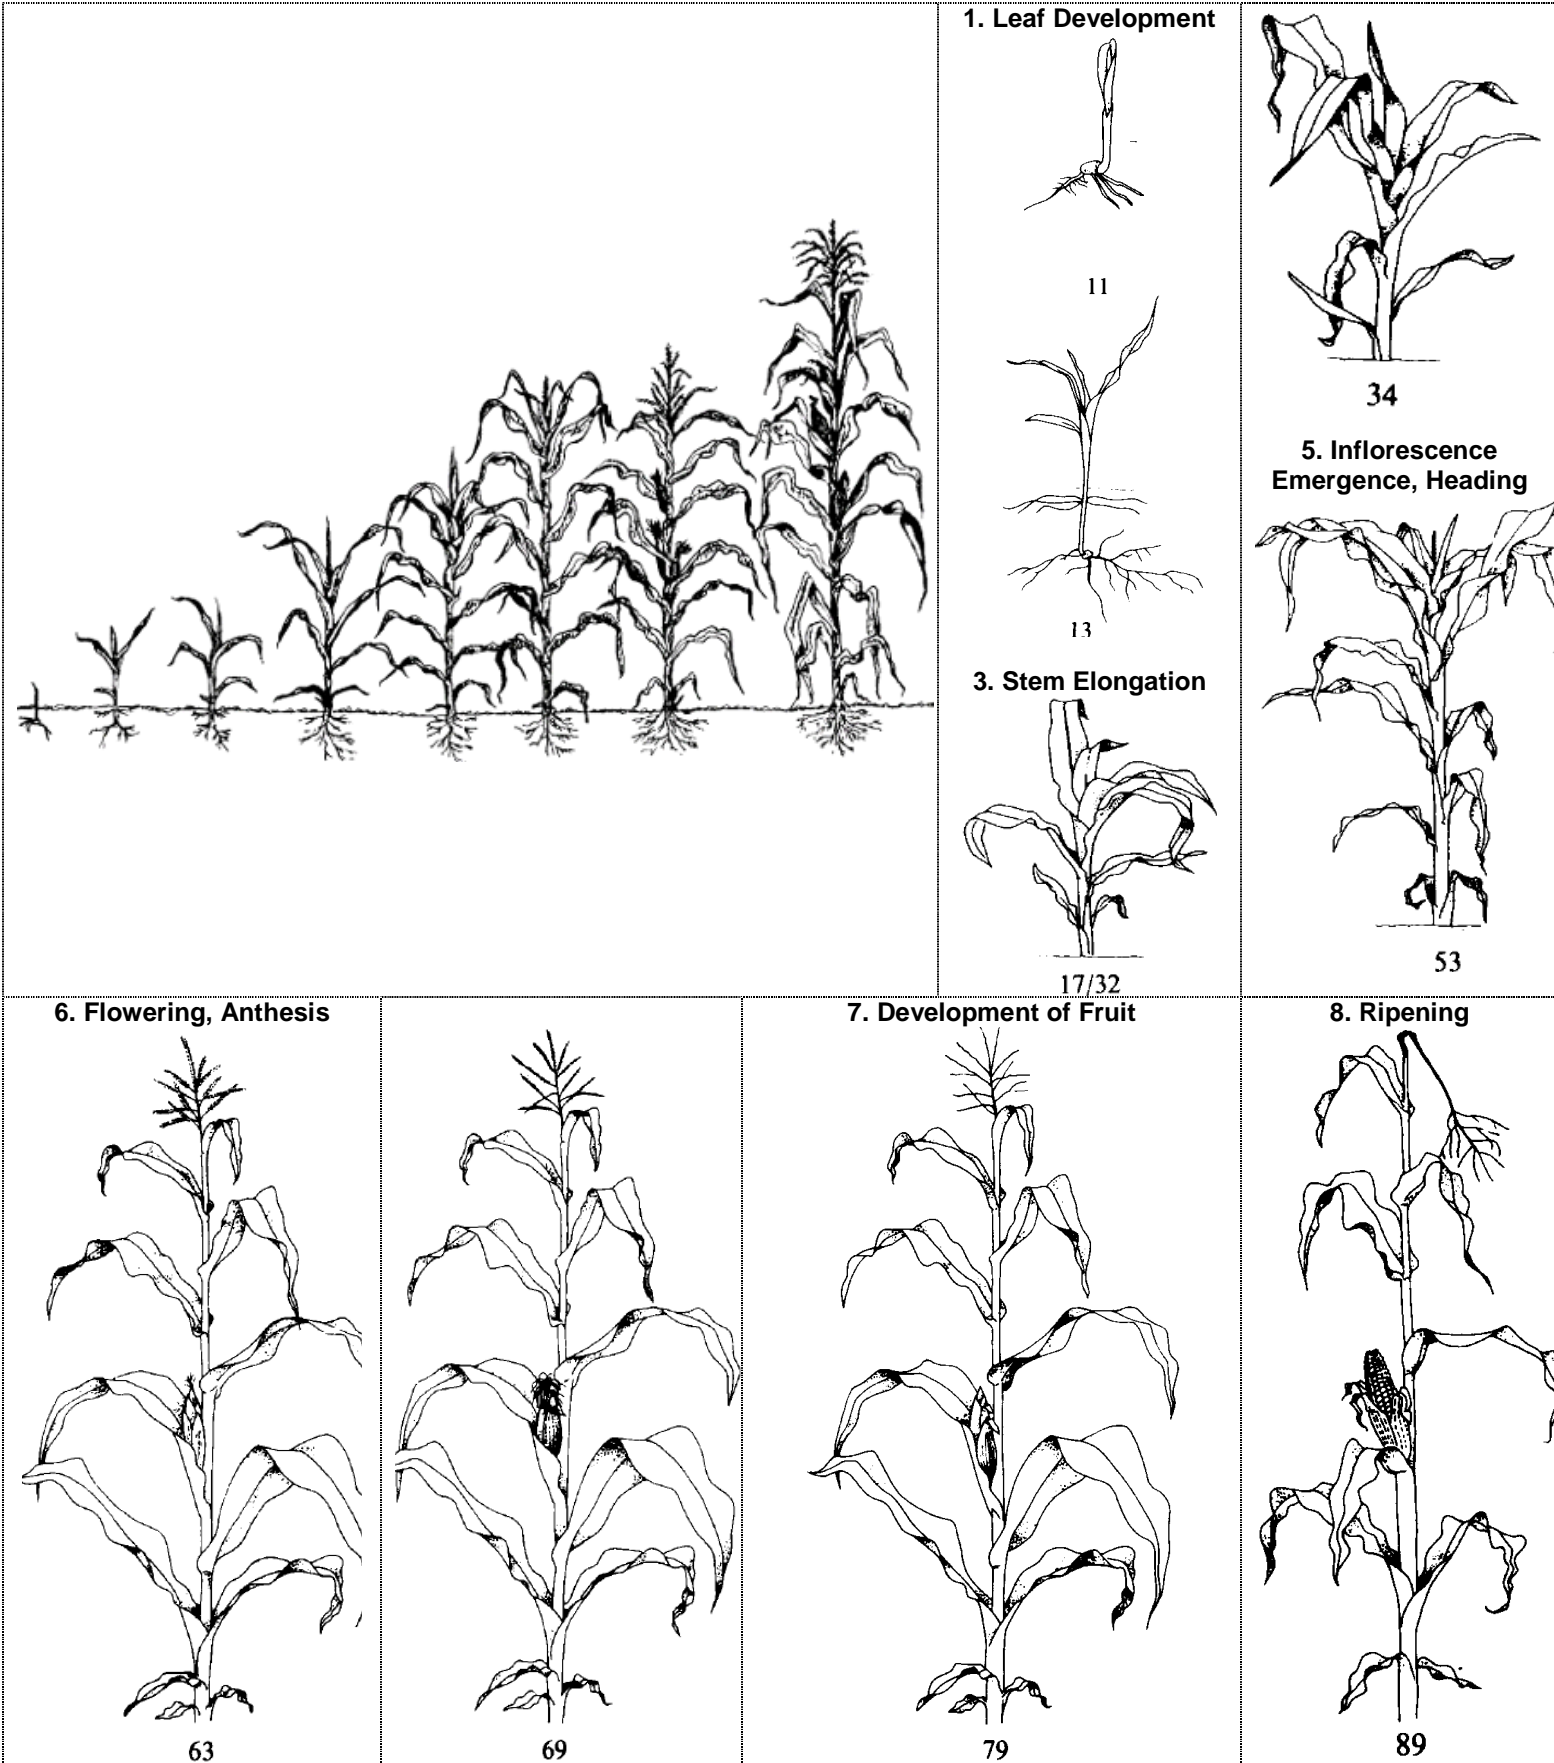 1. Leaf Development
11
13
3. Stem Elongation
17/32
34
5. Inflorescence
Emergence, Heading
53
6. Flowering, Anthesis
63
69
7. Development of Fruit
79
8. Ripening
89